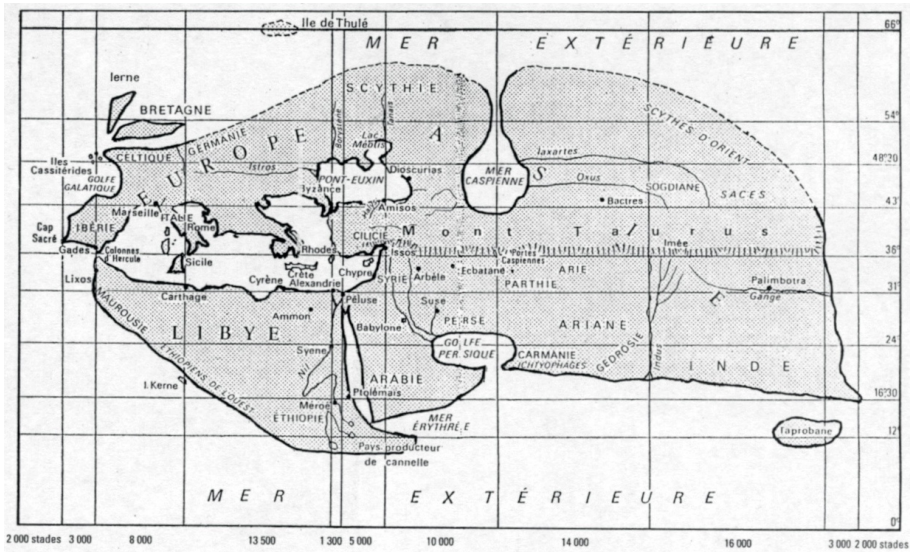 Ile de Thulé
66°
MER EXTÉRIEURE
Ierne
BRETAGNE
SCYTHIE
SCYTHES D'ORIENT
54°
Borysthène
Tanaïs
Lac Méotis
GERMANIE
CELTIQUE
Iles Cassitérides
GOLFE GALATIQUE
EUROPE
Istros
PONT-EUXIN
Dioscurias
MER CASPIENNE
Iaxartes
48°20
Oxus
SOGDIANE
SACES
ASIE
Byzance
Amisos
Bactres
43°
Marseille
ITALIE
Rome
Cap Sacré
IBÉRIE
Mont Talurus
Imée
Gades
Colonnes d'Hercule
Sicile
Rhodes
CILICIE
Issos
Portes Caspiennes
36°
Lixos
Cyrène
Crète
Chypre
Alexandrie
SYRIE
Arbèle
Ecbatane
ARIE
PARTHIE
Palimbotra
Gange
31°
MAUROUSIE
Carthage
Péluse
Ammon
Suse
Babylone
PERSE
LIBYE
ARIANE
GOLFE PERSIQUE
24°
Syene
CARMANIE
ICHTYOPHAGES
GÉDROSIE
Indus
INDE
I. Kerne
ÉTHIOPIENS DE L'OUEST
Nil
ARABIE
Ptolémais
Méroé
ÉTHIOPIE
16°30
MER ÉRYTHRÉE
Taprobane
12°
Pays producteur
de cannelle
MER EXTÉRIEURE
0°
2 000 stades 3 000 8 000 13 500 1 300 5 000 10 000 14 000 16 000 3 000 2 000 stades